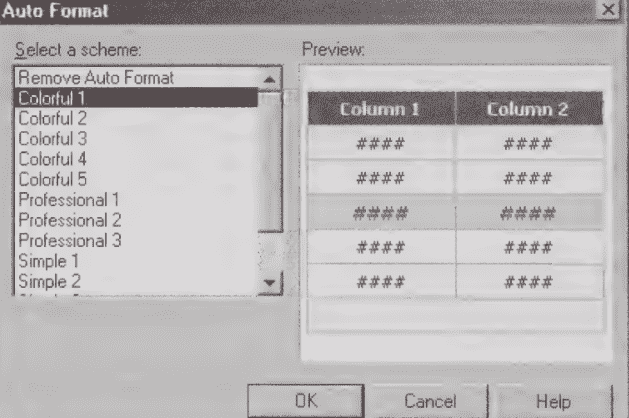 Auto Format
Select a scheme:
Preview:
Remove Auto Format
Colorful 1
Colorful 2
Colorful 3
Colorful 4
Colorful 5
Professional 1
Professional 2
Professional 3
Simple 1
Simple 2
Column 1 Column 2
#### ####
#### ####
#### ####
#### ####
#### ####
OK Cancel Help